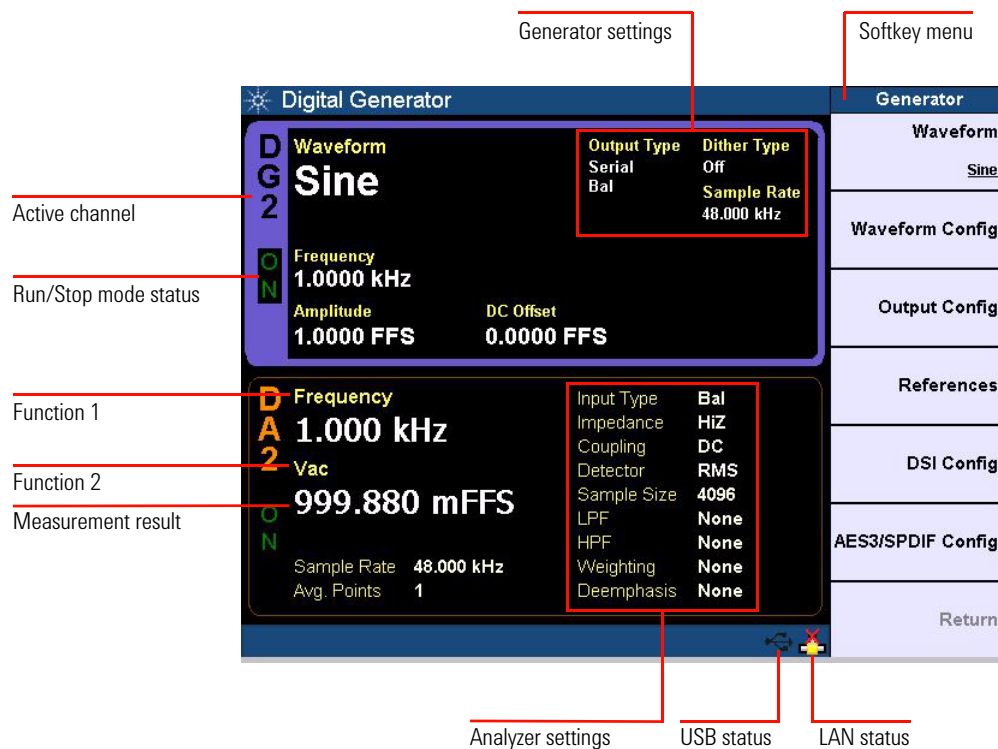 Generator settings
Softkey menu
Digital Generator
Generator
DG2
ON
Waveform
Sine
Output Type
Serial
Bal
Dither Type
Off
Sample Rate
48.000 kHz
Frequency
1.0000 kHz
Amplitude
1.0000 FFS
DC Offset
0.0000 FFS
Waveform
Sine
Waveform Config
Output Config
References
DSI Config
AES3/SPDIF Config
Return
Active channel
Run/Stop mode status
Function 1
Function 2
Measurement result
DA2
ON
Frequency
1.000 kHz
Vac
999.880 mFFS
Sample Rate 48.000 kHz
Avg. Points 1
Input Type Bal
Impedance HiZ
Coupling DC
Detector RMS
Sample Size 4096
LPF None
HPF None
Weighting None
Deemphasis None
Analyzer settings
USB status
LAN status